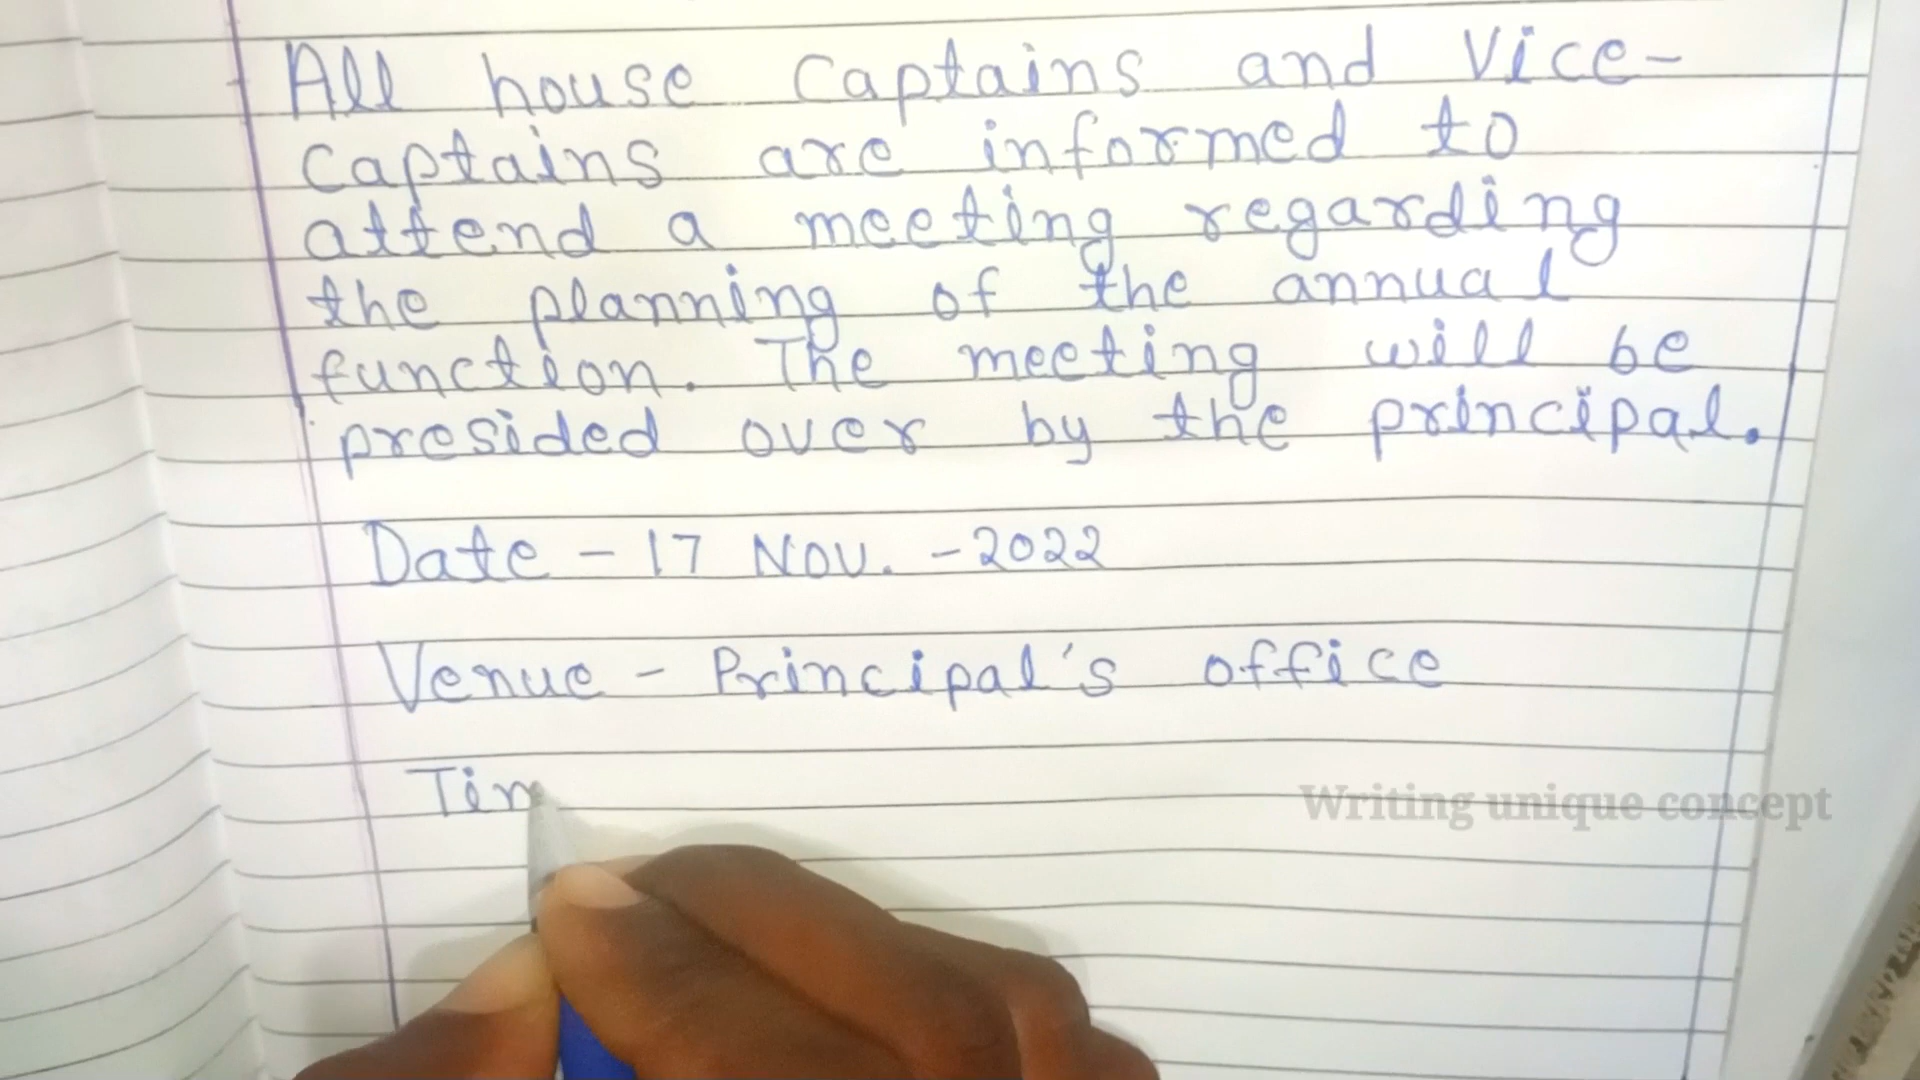 All house Captains and Vice-
Captains are informed to
attend a meeting regarding
the planning of the annual
function. The meeting will be
presided over by the principal.
Date - 17 Nov. - 2022
Venue - Principal's office
Tim
Writing unique concept